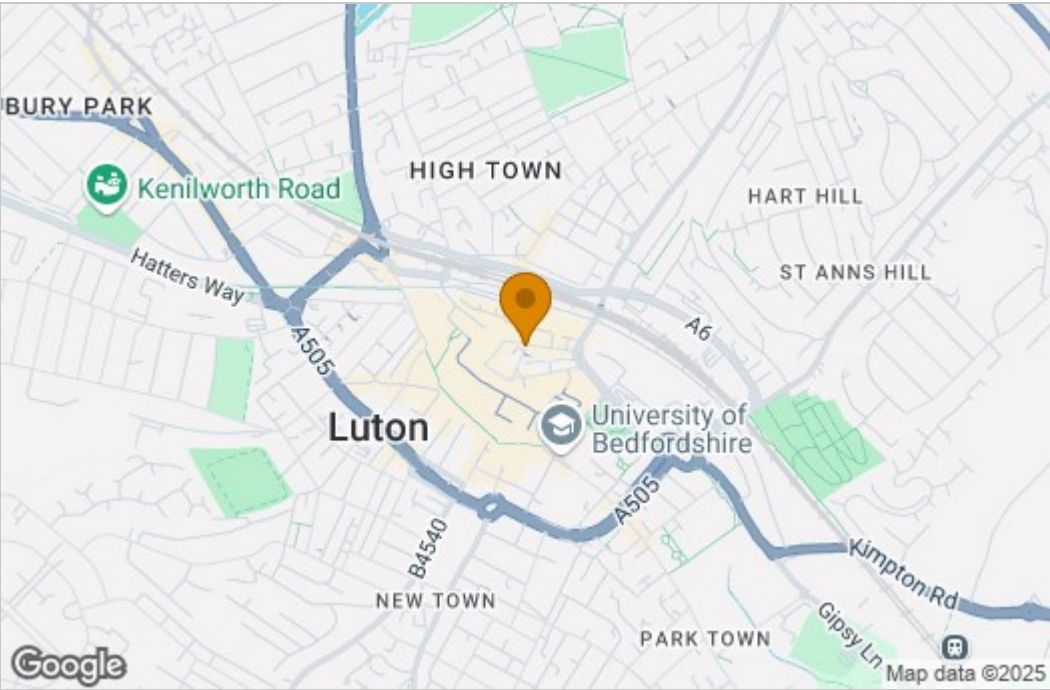 BURY PARK
HIGH TOWN
Kenilworth Road
HART HILL
Hatters Way
ST ANNS HILL
A6
A505
Luton
University of
Bedfordshire
A505
B4540
Kimpton Rd
NEW TOWN
Gipsy Ln
PARK TOWN
Google
Map data ©2025